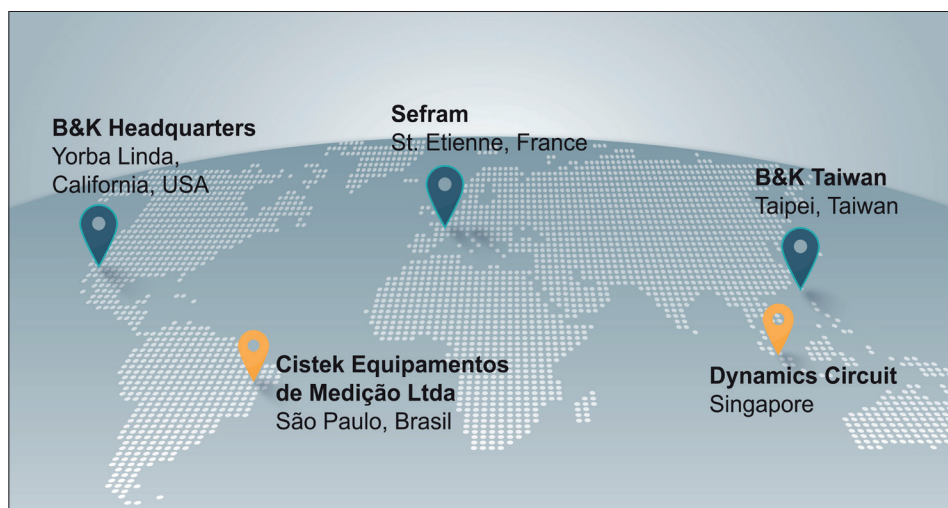 B&K Headquarters
Yorba Linda,
California, USA
Sefram
St. Etienne, France
B&K Taiwan
Taipei, Taiwan
Cistek Equipamentos
de Medição Ltda
São Paulo, Brasil
Dynamics Circuit
Singapore